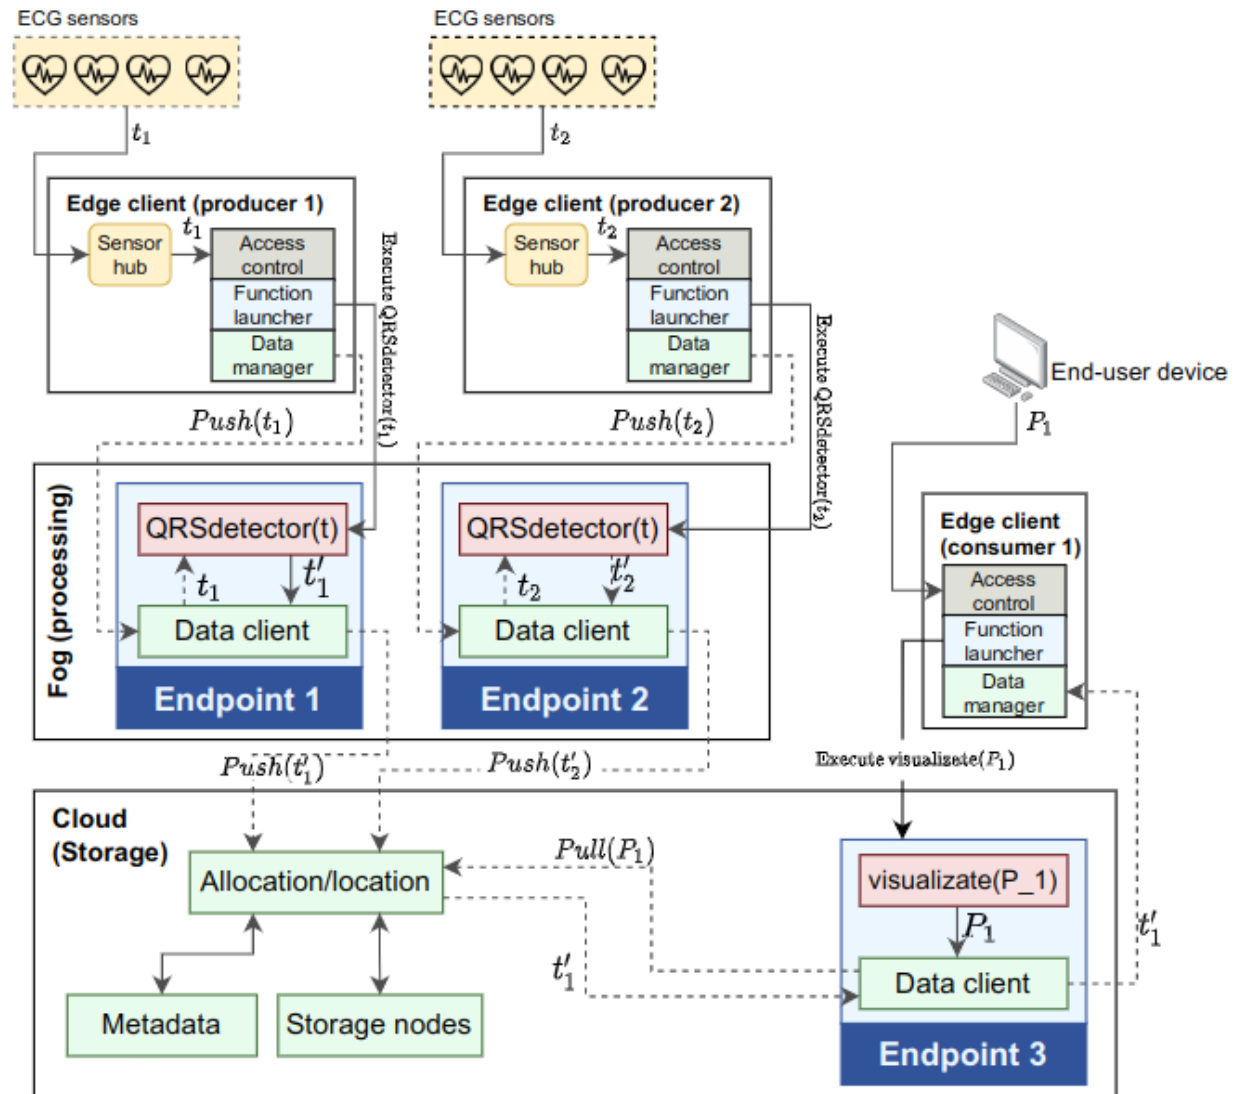 ECG sensors
ECG sensors
t₁
t₂
Edge client (producer 1)
Sensor
hub
t₁
Access
control
Function
launcher
Data
manager
Execute QRSdetector(t₁)
Edge client (producer 2)
Sensor
hub
t₂
Access
control
Function
launcher
Data
manager
Execute QRSdetector(t₂)
End-user device
P₁
Push(t₁)
Push(t₂)
Fog (processing)
QRSdetector(t)
t₁
t′₁
Data client
Endpoint 1
QRSdetector(t)
t₂
t′₂
Data client
Endpoint 2
Edge client
(consumer 1)
Access
control
Function
launcher
Data
manager
Push(t′₁)
Push(t′₂)
Execute visualizate(P₁)
Cloud
(Storage)
Allocation/location
Pull(P₁)
t′₁
Metadata
Storage nodes
visualizate(P_1)
P₁
Data client
Endpoint 3
t′₁